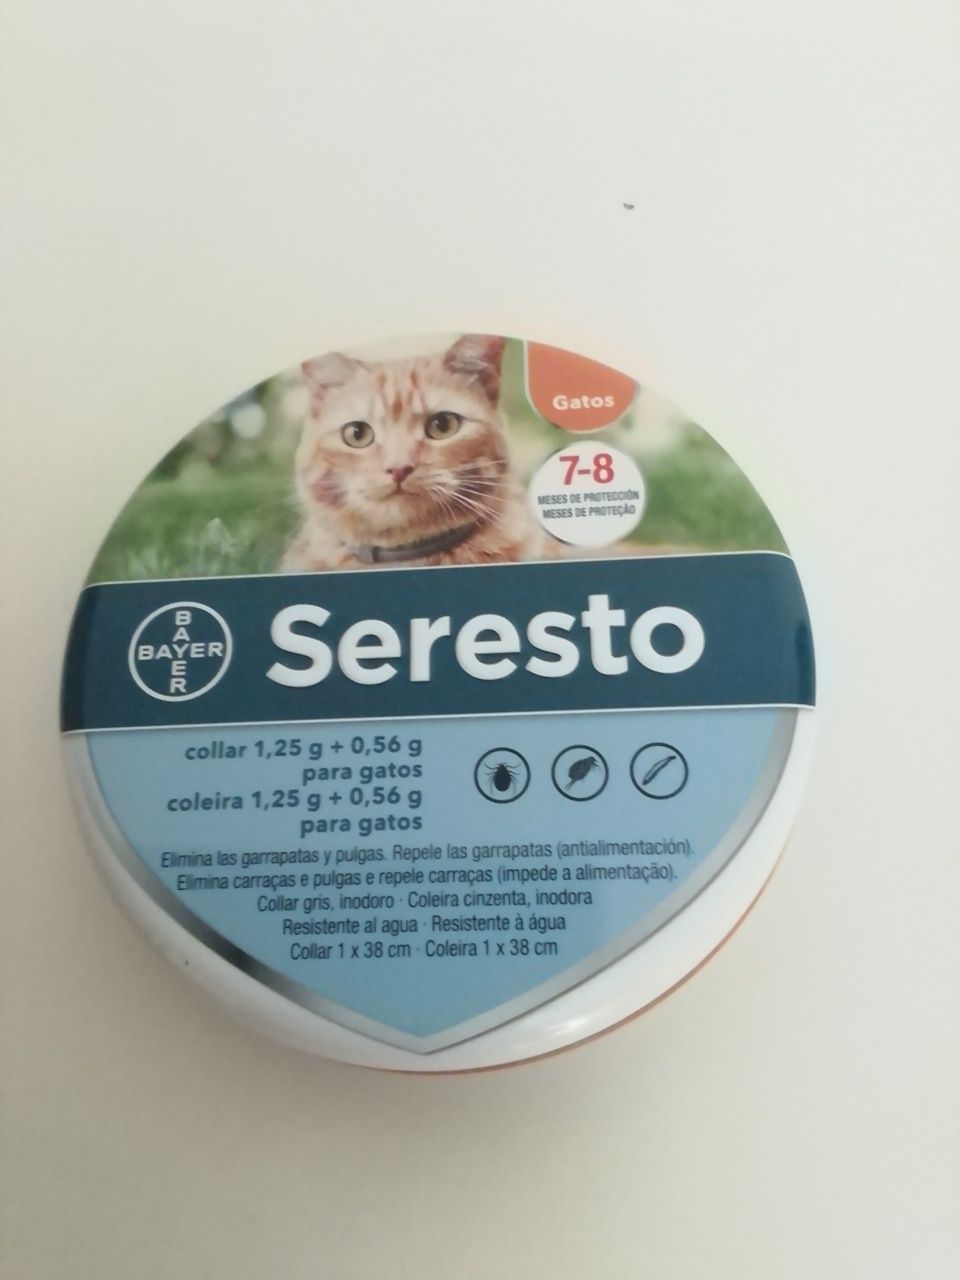 Gatos
7-8
MESES DE PROTECCIÓN
MESES DE PROTEÇÃO
BAYER
BAYER
Seresto
collar 1,25 g + 0,56 g
para gatos
coleira 1,25 g + 0,56 g
para gatos
Elimina las garrapatas y pulgas. Repele las garrapatas (antialimentación).
Elimina carraças e pulgas e repele carraças (impede a alimentação).
Collar gris, inodoro · Coleira cinzenta, inodora
Resistente al agua · Resistente à água
Collar 1 x 38 cm · Coleira 1 x 38 cm